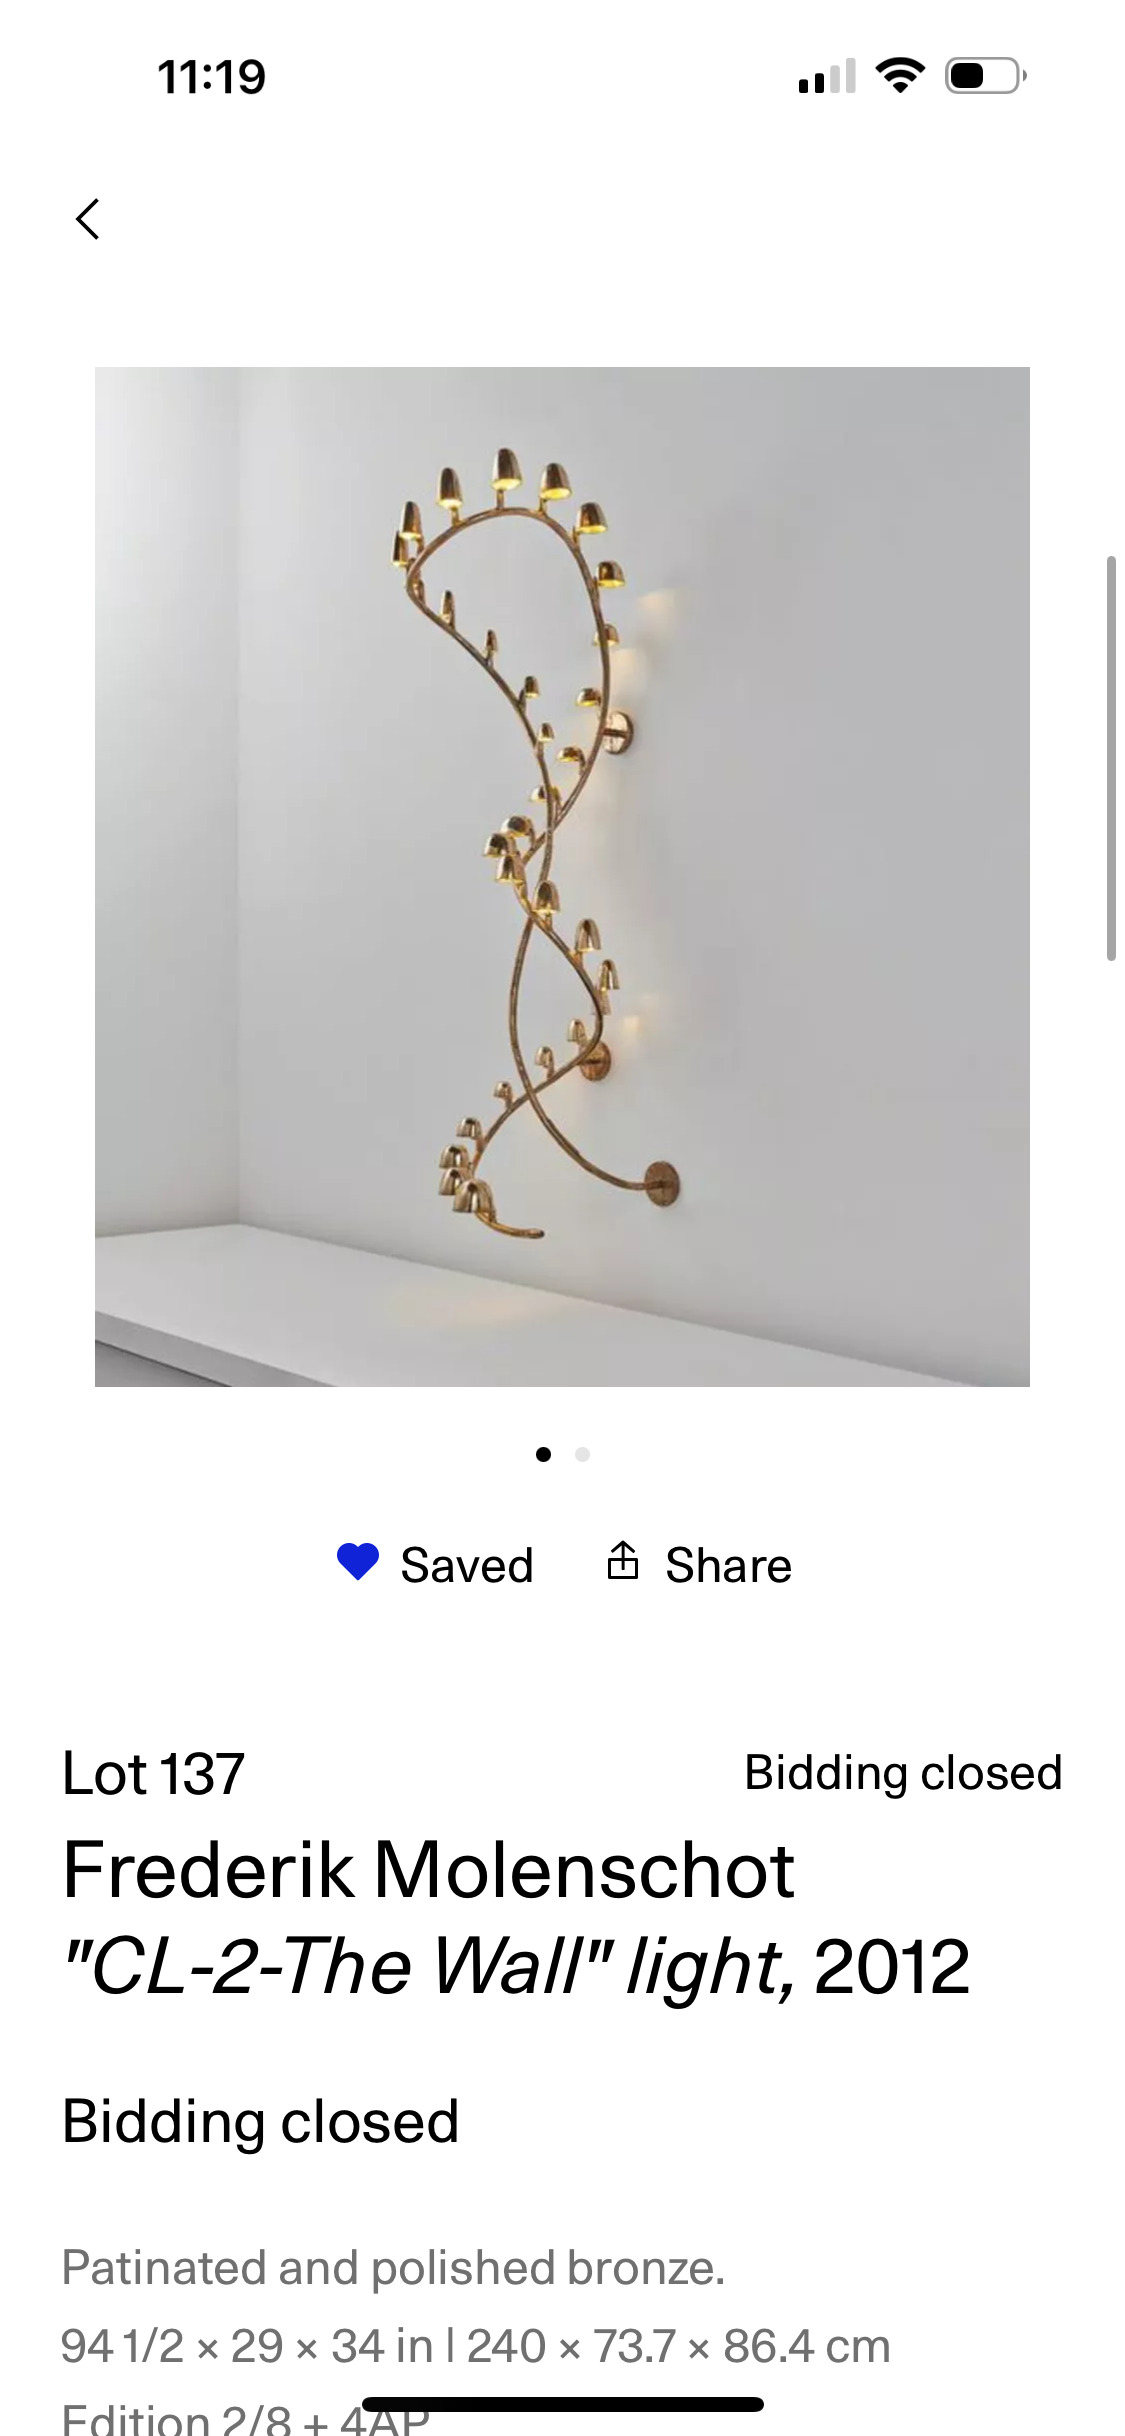 11:19
Saved
Share
Lot 137
Bidding closed
Frederik Molenschot
"CL-2-The Wall" light, 2012
Bidding closed
Patinated and polished bronze.
94 1/2 × 29 × 34 in | 240 × 73.7 × 86.4 cm
Edition 2/8 + 4AP